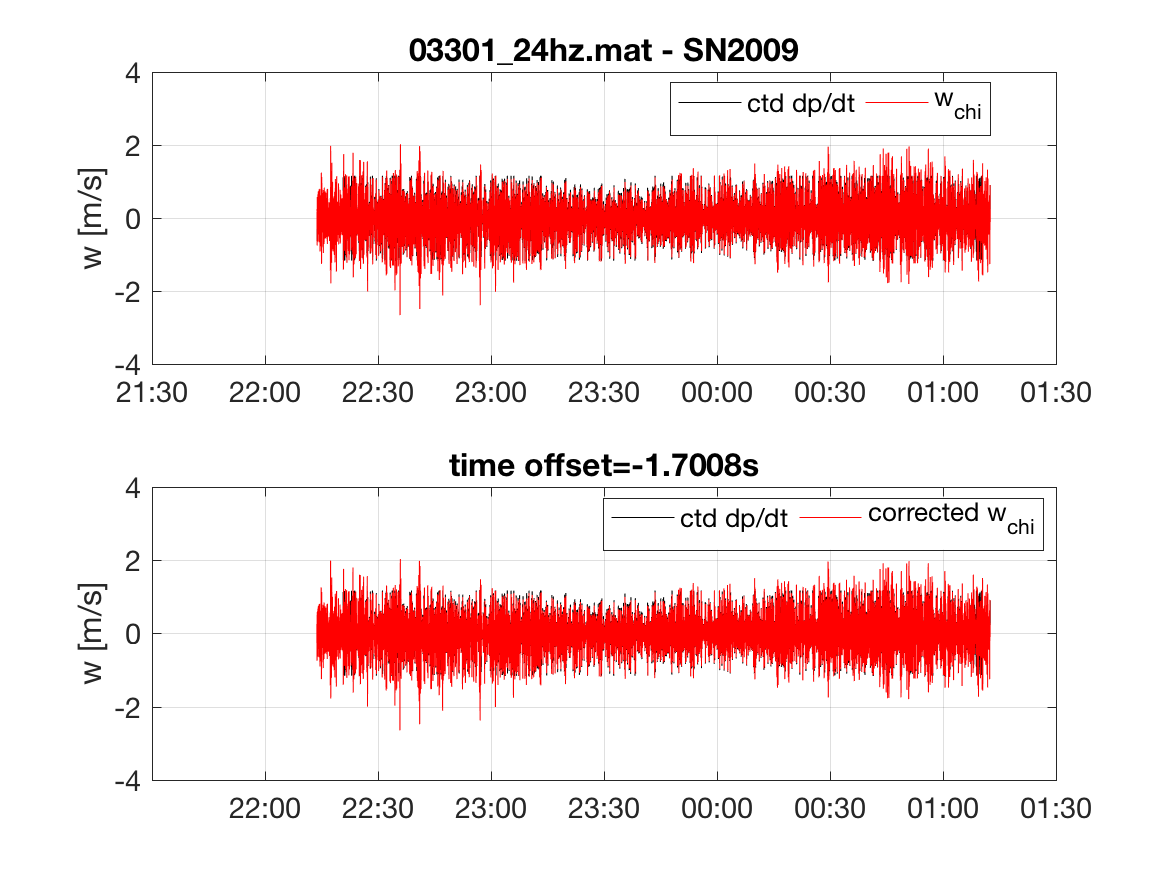 03301_24hz.mat - SN2009
ctd dp/dt w_chi
4
2
0
-2
-4
w [m/s]
21:30 22:00 22:30 23:00 23:30 00:00 00:30 01:00 01:30
time offset=-1.7008s
ctd dp/dt corrected w_chi
4
2
0
-2
-4
w [m/s]
22:00 22:30 23:00 23:30 00:00 00:30 01:00 01:30